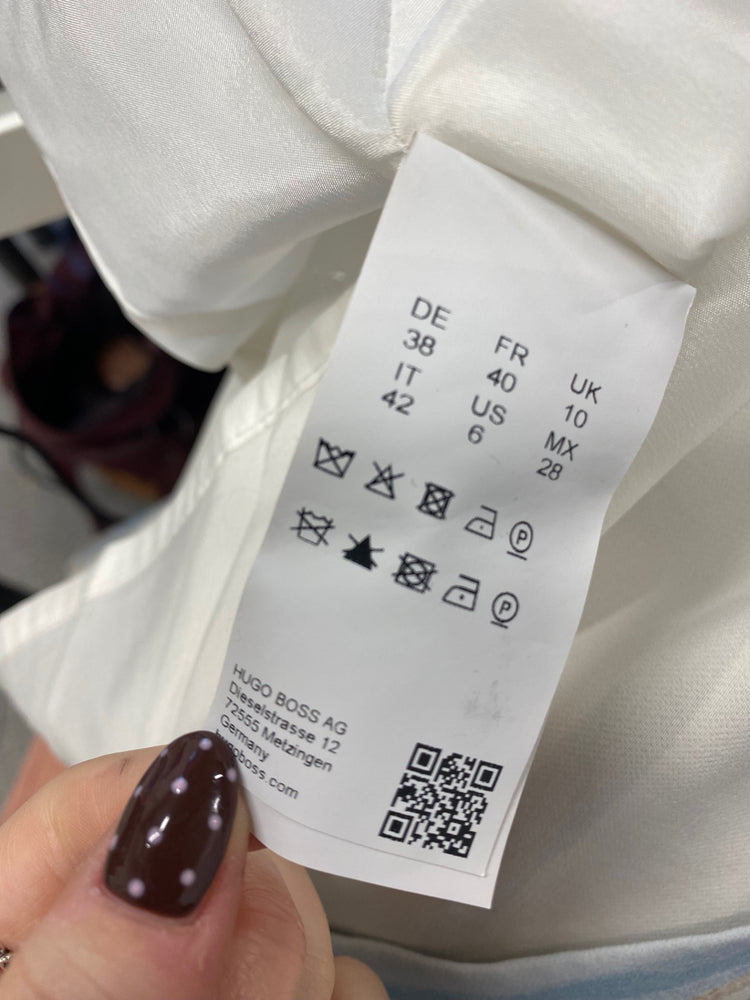 DE FR UK
38 40 10
IT US MX
42 6 28
P
P
HUGO BOSS AG
Dieselstrasse 12
72555 Metzingen
Germany
hugoboss.com